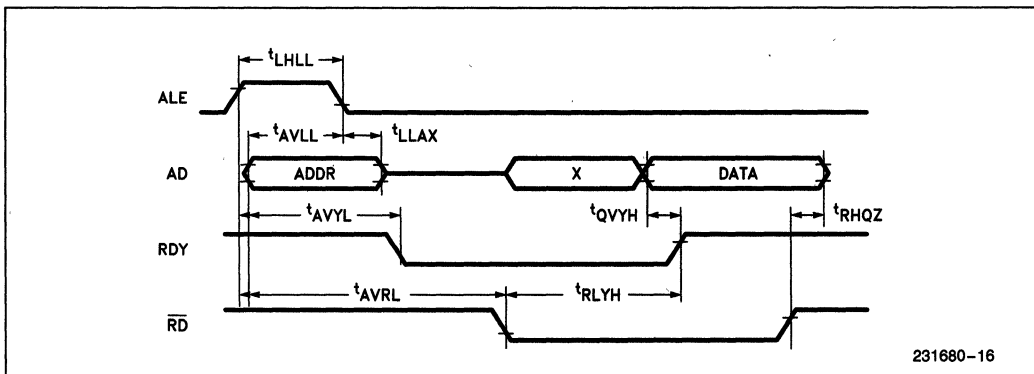 tLHLL
ALE
tAVLL
tLLAX
AD
ADDR
X
DATA
tAVYL
tQVYH
tRHQZ
RDY
tAVRL
tRLYH
RD
231680-16